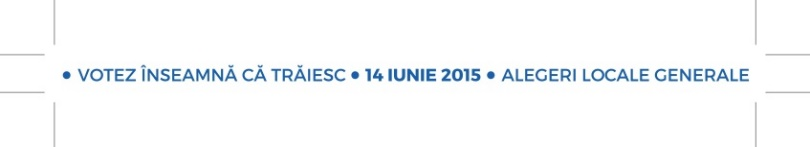 • VOTEZ ÎNSEAMNĂ CĂ TRĂIESC • 14 IUNIE 2015 • ALEGERI LOCALE GENERALE